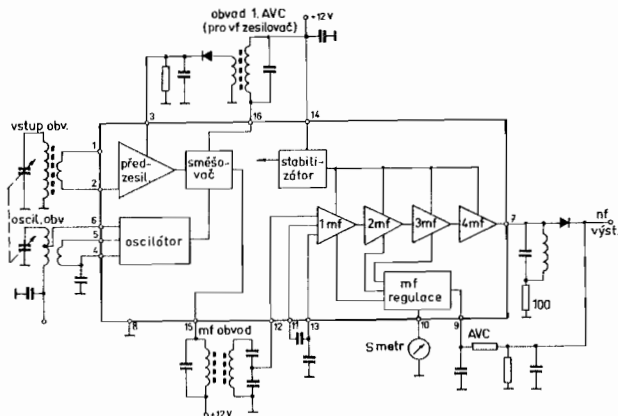 obvod 1. AVC
(pro vf zesilovač)
+12 V
3
16
14
vstup obv.
1
2
před-
zesil.
směšo-
vač
stabili-
zátor
oscil. obv
6
5
4
oscilátor
1 mf
2mf
3mf
4mf
7
nf
výst.
mf
regulace
100
8
15
mf obvod
12
11
13
10
9
S metr
AVC
+12 V